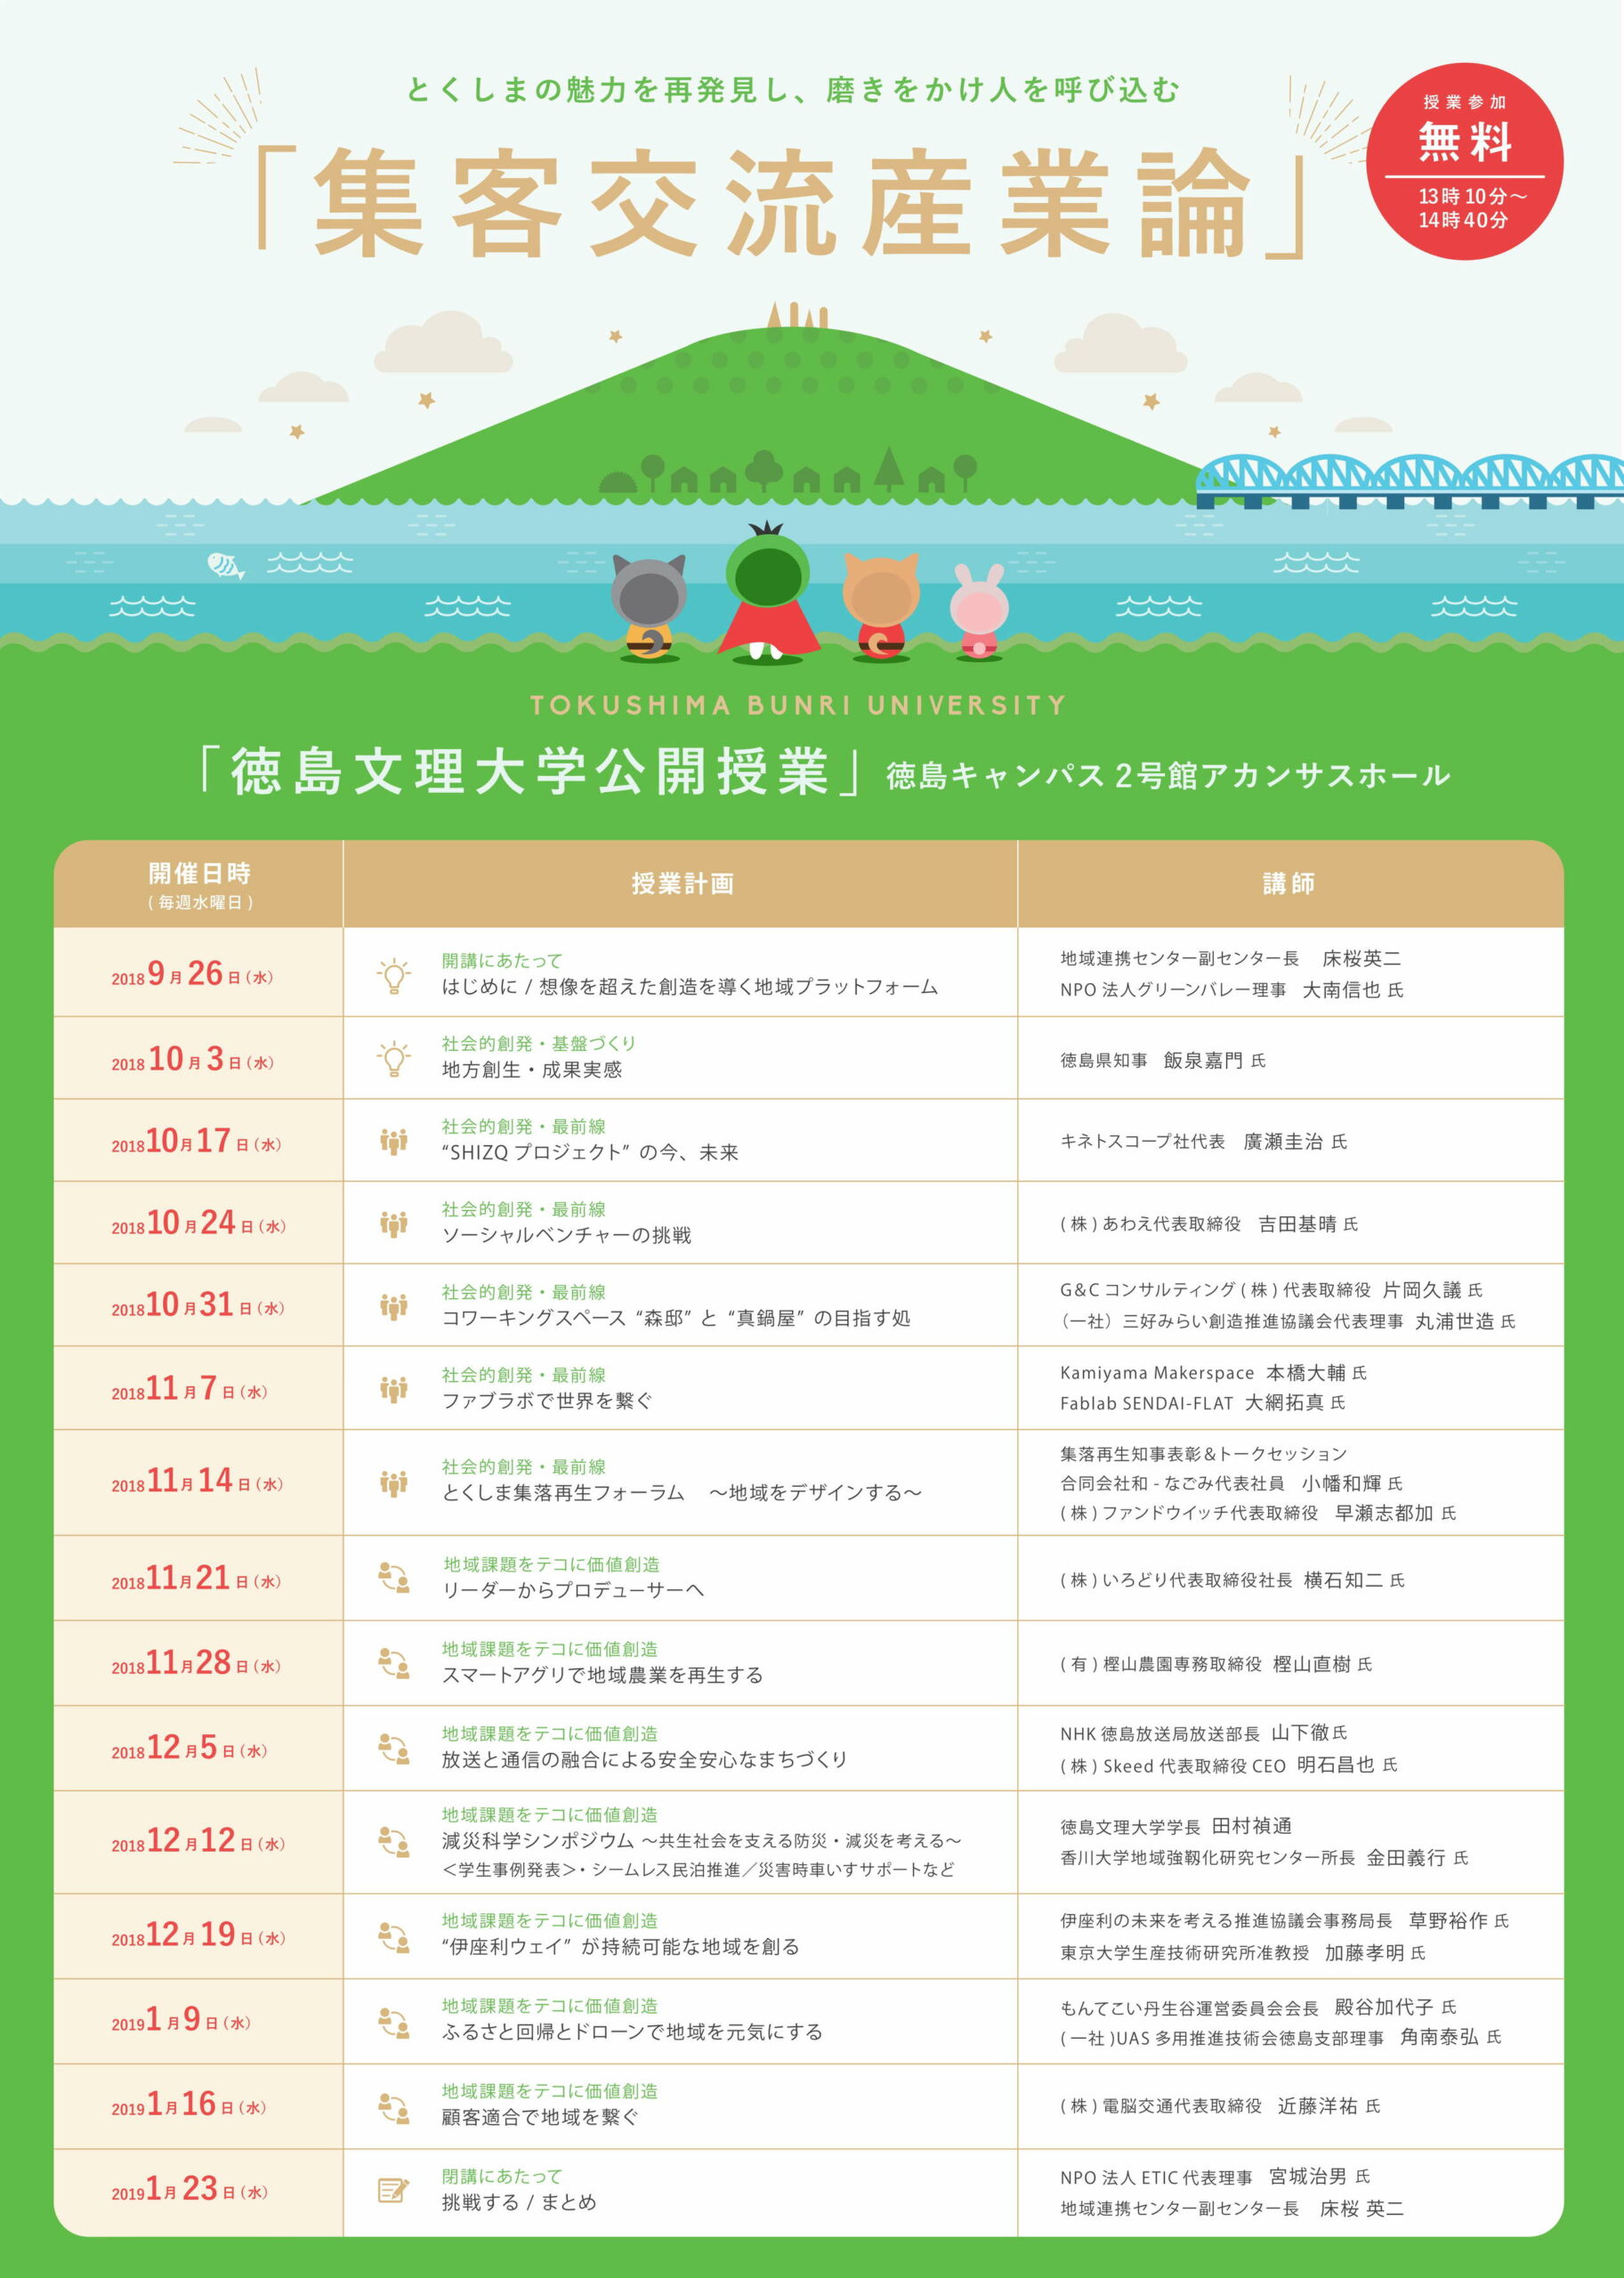 とくしまの魅力を再発見し、磨きをかけ人を呼び込む
「集客交流産業論」
授業参加
無料
13時10分～
14時40分
TOKUSHIMA BUNRI UNIVERSITY
「徳島文理大学公開授業」徳島キャンパス2号館アカンサスホール
開催日時
(毎週水曜日)
授業計画
講師
2018 9月26日(水)
開講にあたって
はじめに / 想像を超えた創造を導く地域プラットフォーム
地域連携センター副センター長 床桜英二
NPO法人グリーンバレー理事 大南信也 氏
2018 10月3日(水)
社会的創発・基盤づくり
地方創生・成果実感
徳島県知事 飯泉嘉門 氏
2018 10月17日(水)
社会的創発・最前線
“SHIZQ プロジェクト” の今、未来
キネトスコープ社代表 廣瀬圭治 氏
2018 10月24日(水)
社会的創発・最前線
ソーシャルベンチャーの挑戦
(株)あわえ代表取締役 吉田基晴 氏
2018 10月31日(水)
社会的創発・最前線
コワーキングスペース “森邸” と “真鍋屋” の目指す処
G&C コンサルティング(株)代表取締役 片岡久議 氏
（一社）三好みらい創造推進協議会代表理事 丸浦世造 氏
2018 11月7日(水)
社会的創発・最前線
ファブラボで世界を繋ぐ
Kamiyama Makerspace 本橋大輔 氏
Fablab SENDAI-FLAT 大網拓真 氏
2018 11月14日(水)
社会的創発・最前線
とくしま集落再生フォーラム ～地域をデザインする～
集落再生知事表彰&トークセッション
合同会社和 - なごみ代表社員 小幡和輝 氏
(株)ファンドウイッチ代表取締役 早瀬志都加 氏
2018 11月21日(水)
地域課題をテコに価値創造
リーダーからプロデューサーへ
(株)いろどり代表取締役社長 横石知二 氏
2018 11月28日(水)
地域課題をテコに価値創造
スマートアグリで地域農業を再生する
(有)樫山農園専務取締役 樫山直樹 氏
2018 12月5日(水)
地域課題をテコに価値創造
放送と通信の融合による安全安心なまちづくり
NHK 徳島放送局放送部長 山下徹氏
(株) Skeed 代表取締役 CEO 明石昌也 氏
2018 12月12日(水)
地域課題をテコに価値創造
減災科学シンポジウム ～共生社会を支える防災・減災を考える～
＜学生事例発表＞・シームレス民泊推進／災害時車いすサポートなど
徳島文理大学学長 田村禎通
香川大学地域強靱化研究センター所長 金田義行 氏
2018 12月19日(水)
地域課題をテコに価値創造
“伊座利ウェイ” が持続可能な地域を創る
伊座利の未来を考える推進協議会事務局長 草野裕作 氏
東京大学生産技術研究所准教授 加藤孝明 氏
2019 1月9日(水)
地域課題をテコに価値創造
ふるさと回帰とドローンで地域を元気にする
もんてこい丹生谷運営委員会会長 殿谷加代子 氏
(一社)UAS 多用推進技術会徳島支部理事 角南泰弘 氏
2019 1月16日(水)
地域課題をテコに価値創造
顧客適合で地域を繋ぐ
(株)電脳交通代表取締役 近藤洋祐 氏
2019 1月23日(水)
閉講にあたって
挑戦する / まとめ
NPO 法人 ETIC 代表理事 宮城治男 氏
地域連携センター副センター長 床桜 英二